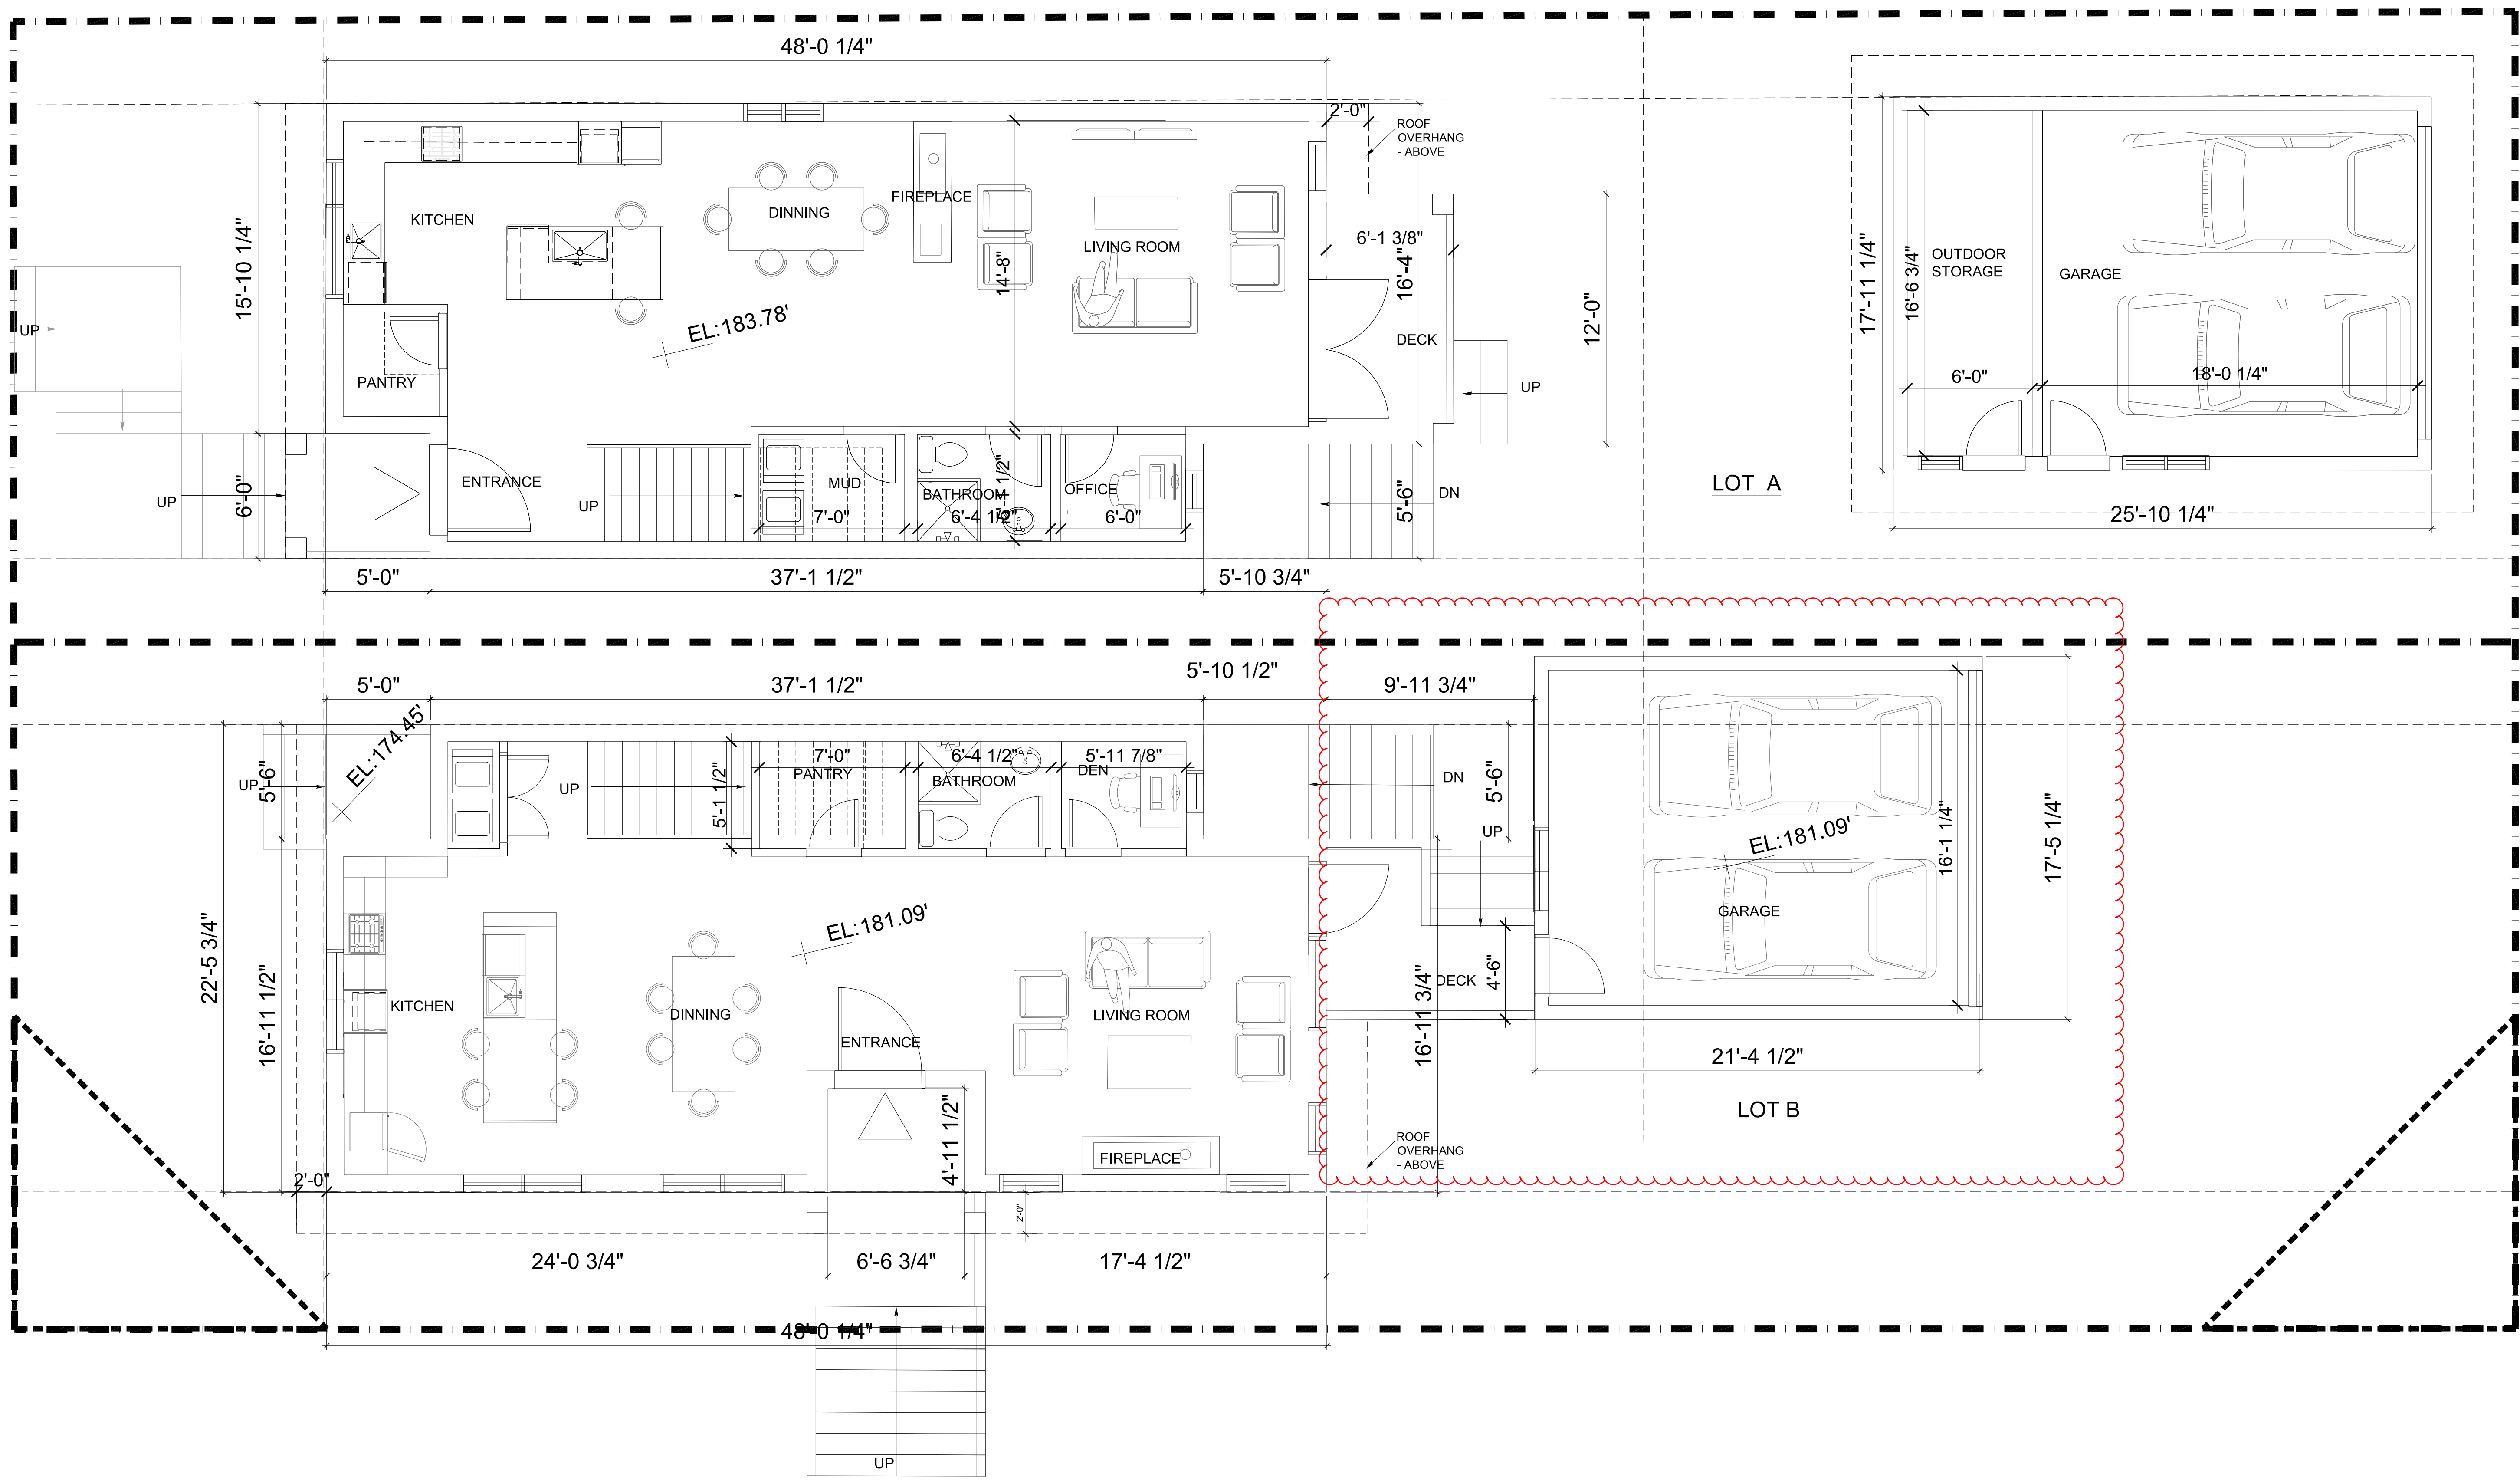 48'-0 1/4"
2'-0"
ROOF
OVERHANG
- ABOVE
KITCHEN
DINNING
FIREPLACE
LIVING ROOM
15'-10 1/4"
14'-8"
6'-1 3/8"
16'-4"
12'-0"
DECK
UP
EL:183.78'
PANTRY
UP
UP
6'-0"
ENTRANCE
UP
MUD
7'-0"
BATHROOM
6'-4 1/2"
OFFICE
6'-0"
5'-6"
DN
5'-0"
37'-1 1/2"
5'-10 3/4"
17'-11 1/4"
16'-6 3/4"
OUTDOOR
STORAGE
GARAGE
6'-0"
18'-0 1/4"
LOT A
25'-10 1/4"
5'-0"
37'-1 1/2"
5'-10 1/2"
9'-11 3/4"
EL:174.45'
UP
5'-6"
UP
5'-1 1/2"
7'-0"
PANTRY
6'-4 1/2"
BATHROOM
5'-11 7/8"
DEN
DN
5'-6"
UP
EL:181.09'
16'-1 1/4"
17'-5 1/4"
GARAGE
22'-5 3/4"
16'-11 1/2"
EL:181.09'
KITCHEN
DINNING
ENTRANCE
LIVING ROOM
16'-11 3/4"
DECK
4'-6"
21'-4 1/2"
LOT B
4'-11 1/2"
FIREPLACE
ROOF
OVERHANG
- ABOVE
2'-0"
2'-0"
24'-0 3/4"
6'-6 3/4"
17'-4 1/2"
48'-0 1/4"
UP